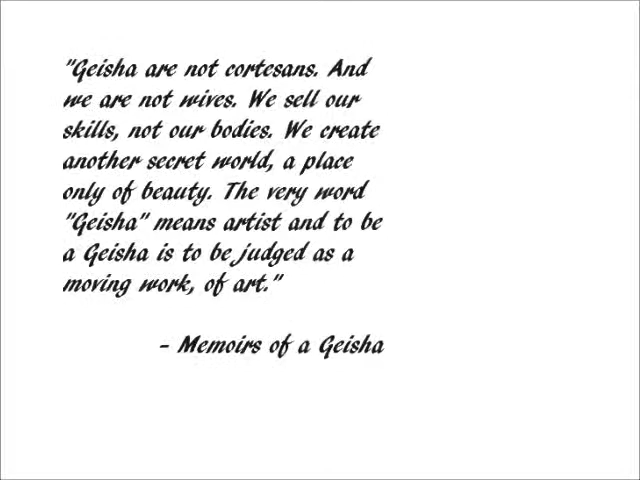 "Geisha are not cortesans. And
we are not wives. We sell our
skills, not our bodies. We create
another secret world, a place
only of beauty. The very word
"Geisha" means artist and to be
a Geisha is to be judged as a
moving work, of art."
- Memoirs of a Geisha